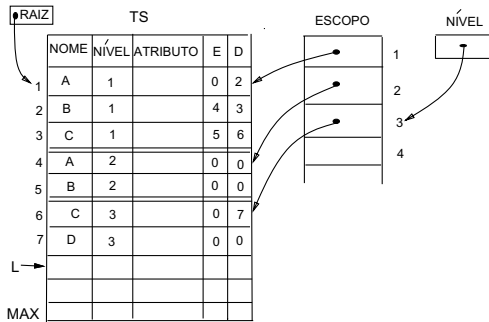 RAIZ TS ESCOPO NÍVEL
NOME NÍVEL ATRIBUTO E D
1 A 1 0 2 1
2 B 1 4 3 2
3 C 1 5 6 3
4 A 2 0 0 4
5 B 2 0 0
6 C 3 0 7
7 D 3 0 0
L
MAX